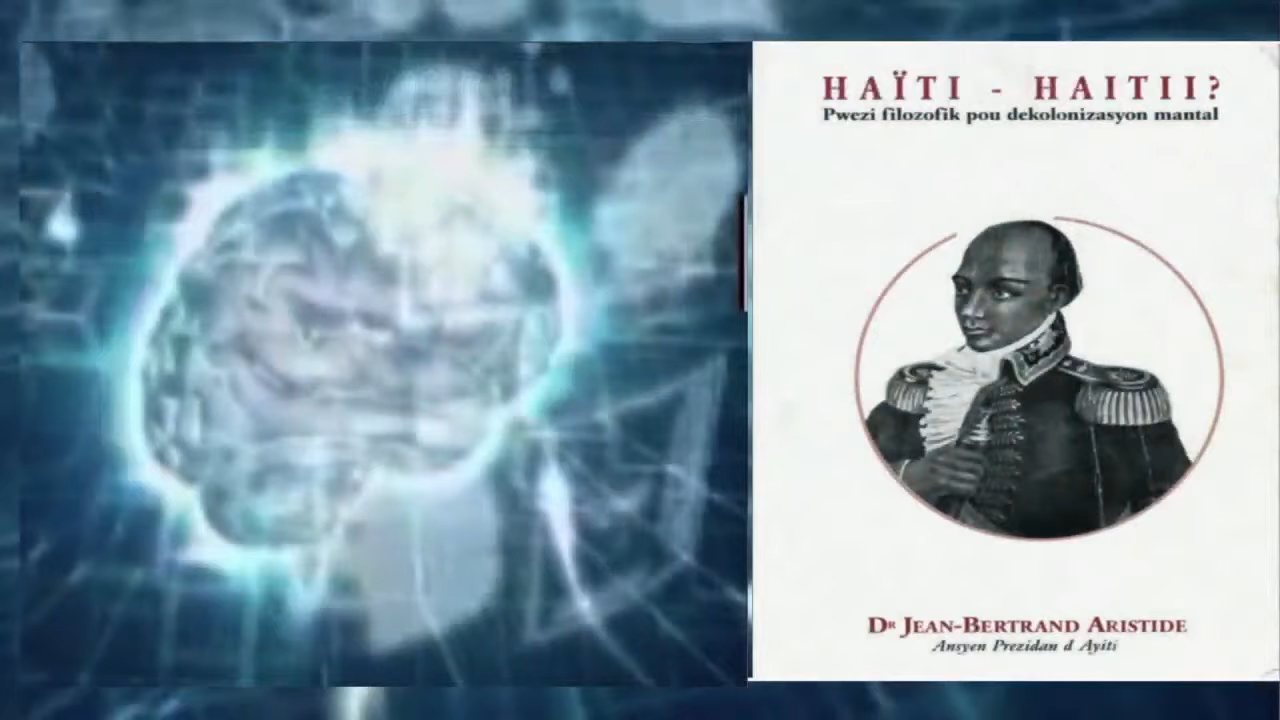 HAÏTI - HAITII?
Pwezi filozofik pou dekolonizasyon mantal
Dr JEAN-BERTRAND ARISTIDE
Ansyen Prezidan d Ayiti